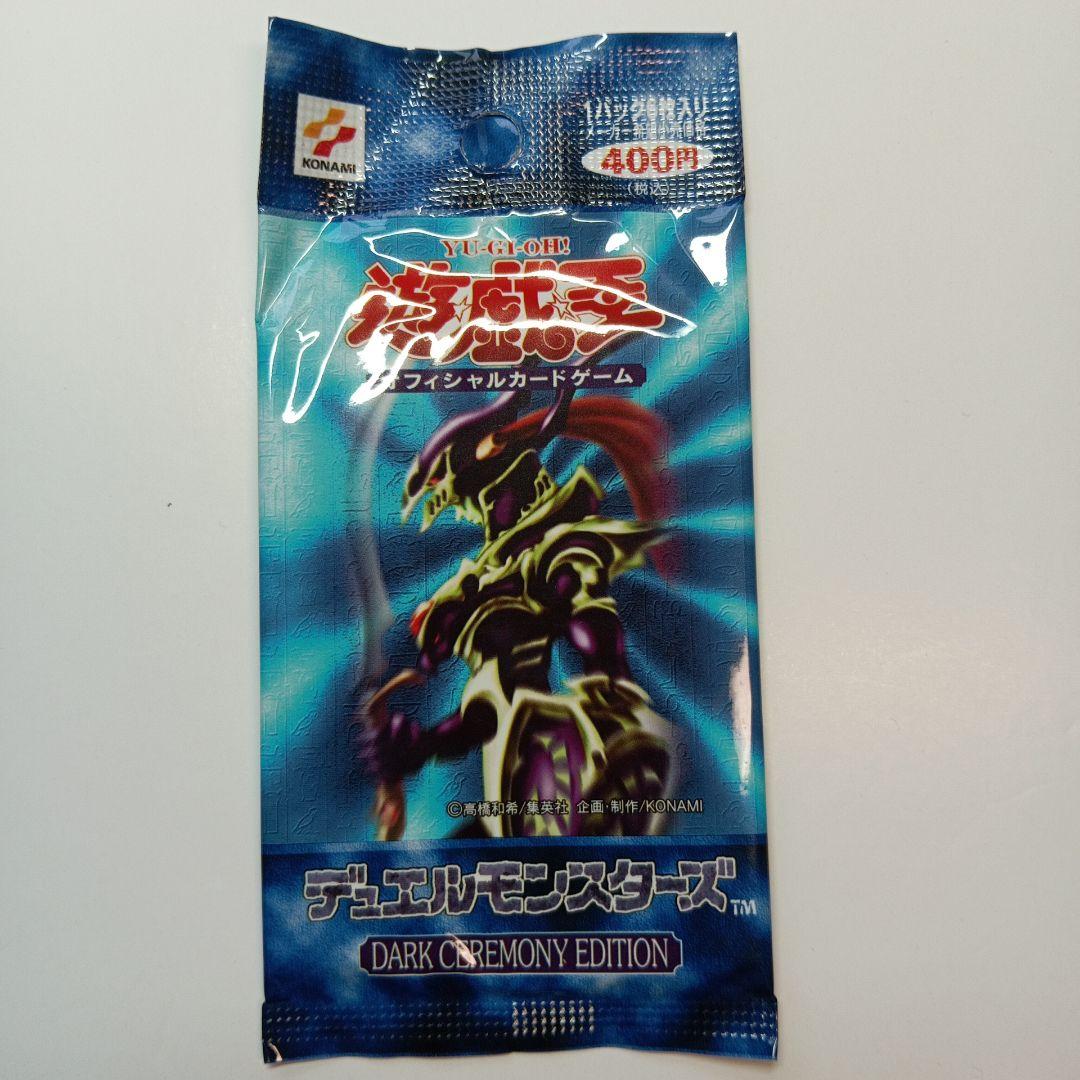 KONAMI
400円
(税込)
YU-GI-OH!
遊戯王
オフィシャルカードゲーム
©高橋和希/集英社 企画・制作/KONAMI
デュエルモンスターズ™
DARK CEREMONY EDITION